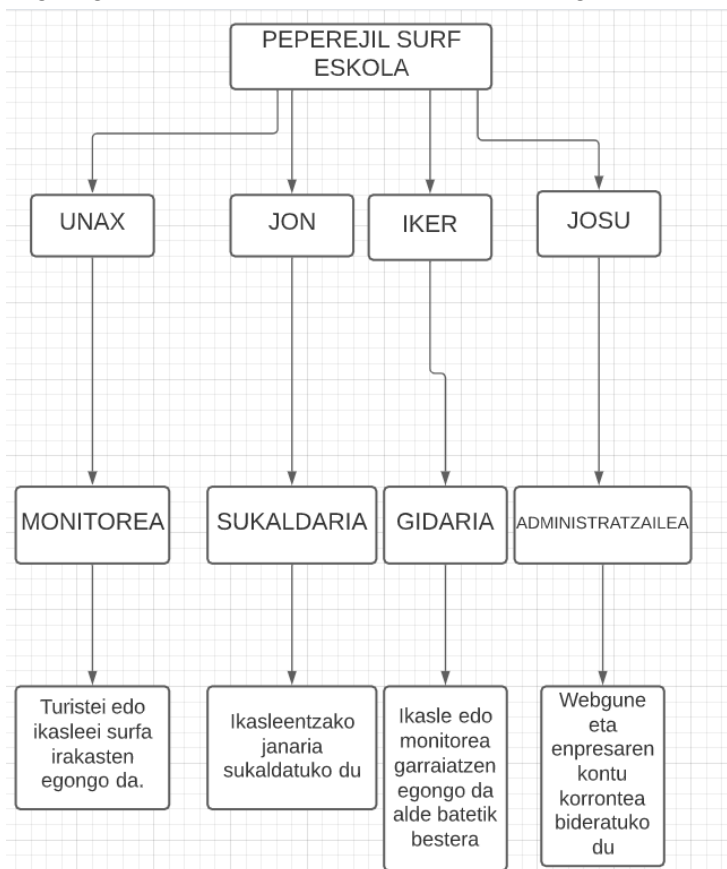 PEPEREJIL SURF
ESKOLA
UNAX
JON
IKER
JOSU
MONITOREA
SUKALDARIA
GIDARIA
ADMINISTRATZAILEA
Turistei edo
ikasleei surfa
irakasten
egongo da.
Ikasleentzako
janaria
sukaldatuko du
Ikasle edo
monitorea
garraiatzen
egongo da
alde batetik
bestera
Webgune
eta
enpresaren
kontu
korrontea
bideratuko
du